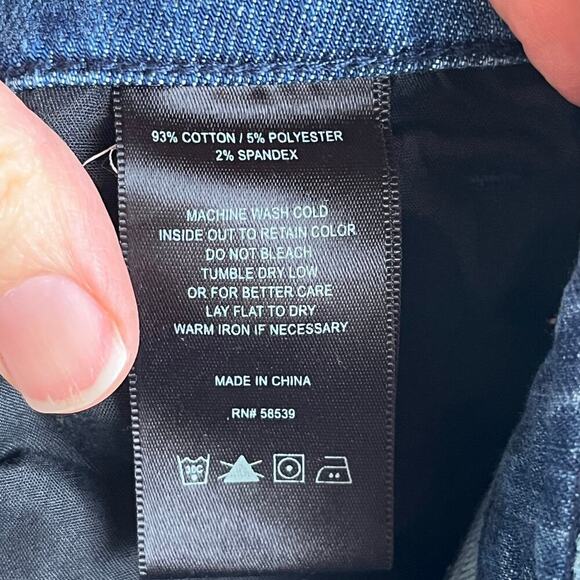 93% COTTON / 5% POLYESTER
2% SPANDEX
MACHINE WASH COLD
INSIDE OUT TO RETAIN COLOR
DO NOT BLEACH
TUMBLE DRY LOW
OR FOR BETTER CARE
LAY FLAT TO DRY
WARM IRON IF NECESSARY
MADE IN CHINA
RN# 58539
30C